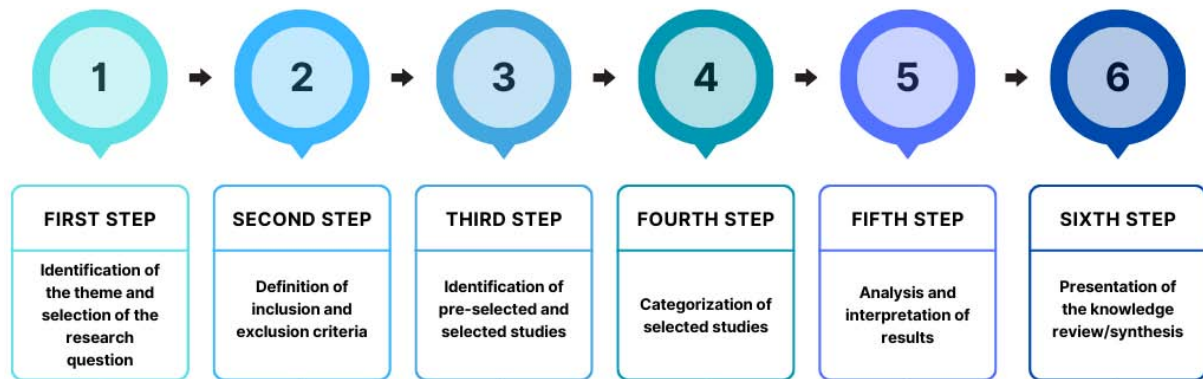 1
2
3
4
5
6
FIRST STEP
Identification of
the theme and
selection of the
research
question
SECOND STEP
Definition of
inclusion and
exclusion criteria
THIRD STEP
Identification of
pre-selected and
selected studies
FOURTH STEP
Categorization of
selected studies
FIFTH STEP
Analysis and
interpretation of
results
SIXTH STEP
Presentation of
the knowledge
review/synthesis